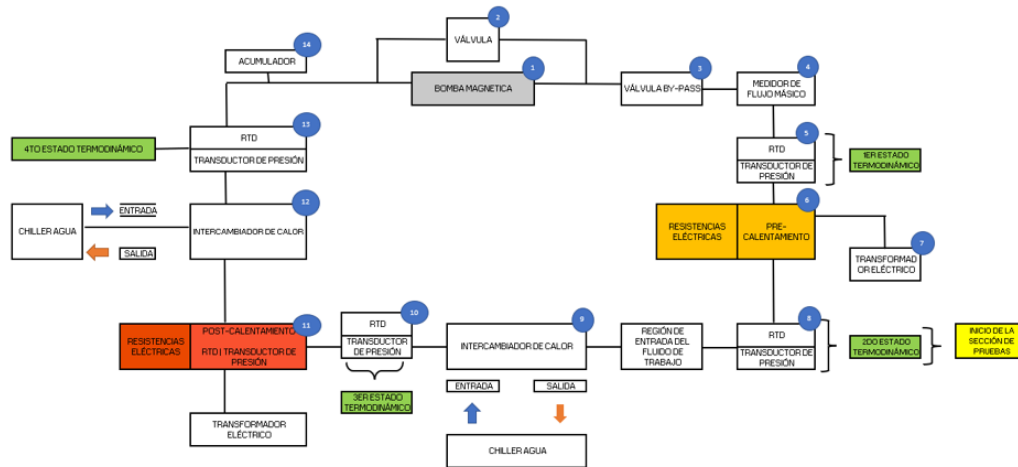 2
VÁLVULA
14
ACUMULADOR
1
BOMBA MAGNETICA
3
VÁLVULA BY-PASS
4
MEDIDOR DE
FLUJO MÁSICO
13
RTD
TRANSDUCTOR DE PRESIÓN
4TO ESTADO TERMODINÁMICO
5
RTD
TRANSDUCTOR DE
PRESIÓN
1ER ESTADO
TERMODINÁMICO
12
INTERCAMBIADOR DE CALOR
CHILLER AGUA
ENTRADA
SALIDA
6
RESISTENCIAS
ELÉCTRICAS
PRE-
CALENTAMIENTO
7
TRANSFORMAD
OR ELÉCTRICO
11
RESISTENCIAS
ELÉCTRICAS
POST-CALENTAMIENTO
RTD | TRANSDUCTOR DE
PRESIÓN
TRANSFORMADOR
ELÉCTRICO
10
RTD
TRANSDUCTOR
DE PRESIÓN
3ER ESTADO
TERMODINÁMICO
9
INTERCAMBIADOR DE CALOR
ENTRADA
SALIDA
CHILLER AGUA
REGIÓN DE
ENTRADA DEL
FLUIDO DE
TRABAJO
8
RTD
TRANSDUCTOR DE
PRESIÓN
2DO ESTADO
TERMODINÁMICO
INICIO DE LA
SECCIÓN DE
PRUEBAS